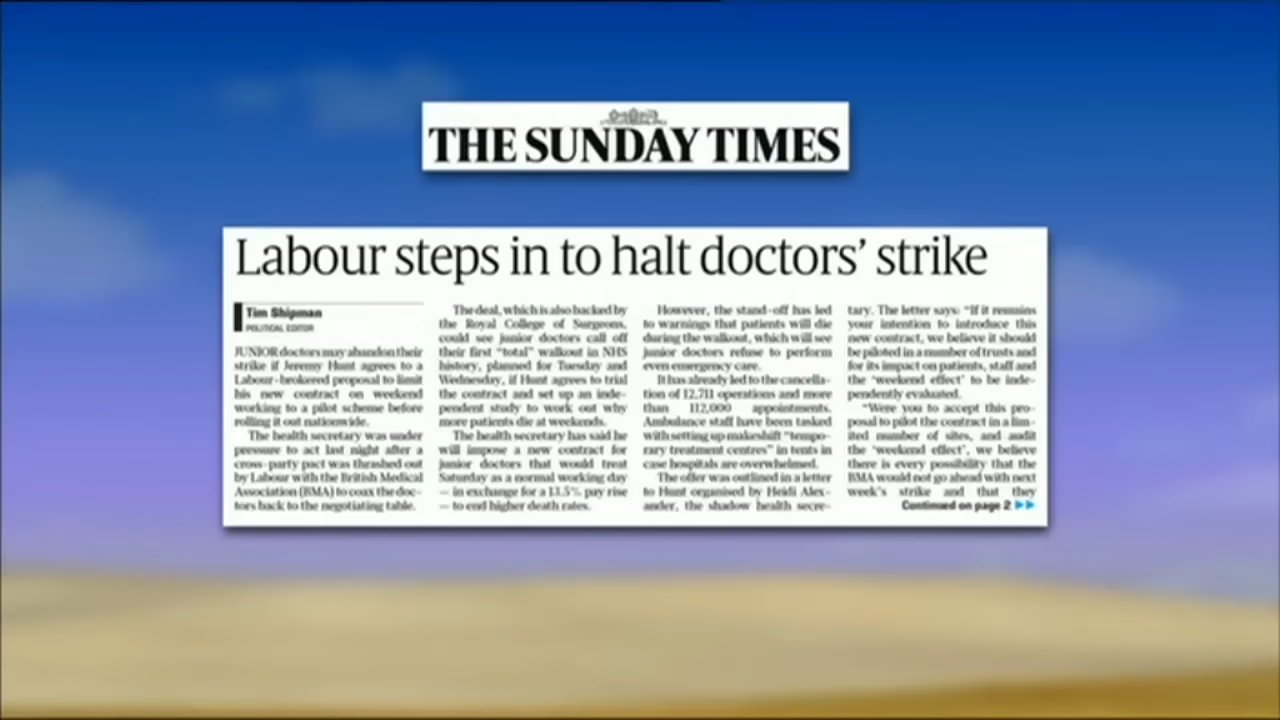 THE SUNDAY TIMES
Labour steps in to halt doctors' strike
Tim Shipman
POLITICAL EDITOR
JUNIOR doctors may abandon their
strike if Jeremy Hunt agrees to a
Labour-brokered proposal to limit
his new contract on weekend
working to a pilot scheme before
rolling it out nationwide.
The health secretary was under
pressure to act last night after a
cross-party pact was thrashed out
by Labour with the British Medical
Association (BMA) to coax the doc-
tors back to the negotiating table.
The deal, which is also backed by
the Royal College of Surgeons,
could see junior doctors call off
their first "total" walkout in NHS
history, planned for Tuesday and
Wednesday, if Hunt agrees to trial
the contract and set up an inde-
pendent study to work out why
more patients die at weekends.
The health secretary has said he
will impose a new contract for
junior doctors that would treat
Saturday as a normal working day
— in exchange for a 13.5% pay rise
— to end higher death rates.
However, the stand-off has led
to warnings that patients will die
during the walkout, which will see
junior doctors refuse to perform
even emergency care.
It has already led to the cancella-
tion of 12,711 operations and more
than 112,000 appointments.
Ambulance staff have been tasked
with setting up makeshift "tempo-
rary treatment centres" in tents in
case hospitals are overwhelmed.
The offer was outlined in a letter
to Hunt organised by Heidi Alex-
ander, the shadow health secre-
tary. The letter says: "If it remains
your intention to introduce this
new contract, we believe it should
be piloted in a number of trusts and
for its impact on patients, staff and
the 'weekend effect' to be inde-
pendently evaluated.
"Were you to accept this pro-
posal to pilot the contract in a lim-
ited number of sites, and audit
the 'weekend effect', we believe
there is every possibility that the
BMA would not go ahead with next
week's strike and that they
Continued on page 2